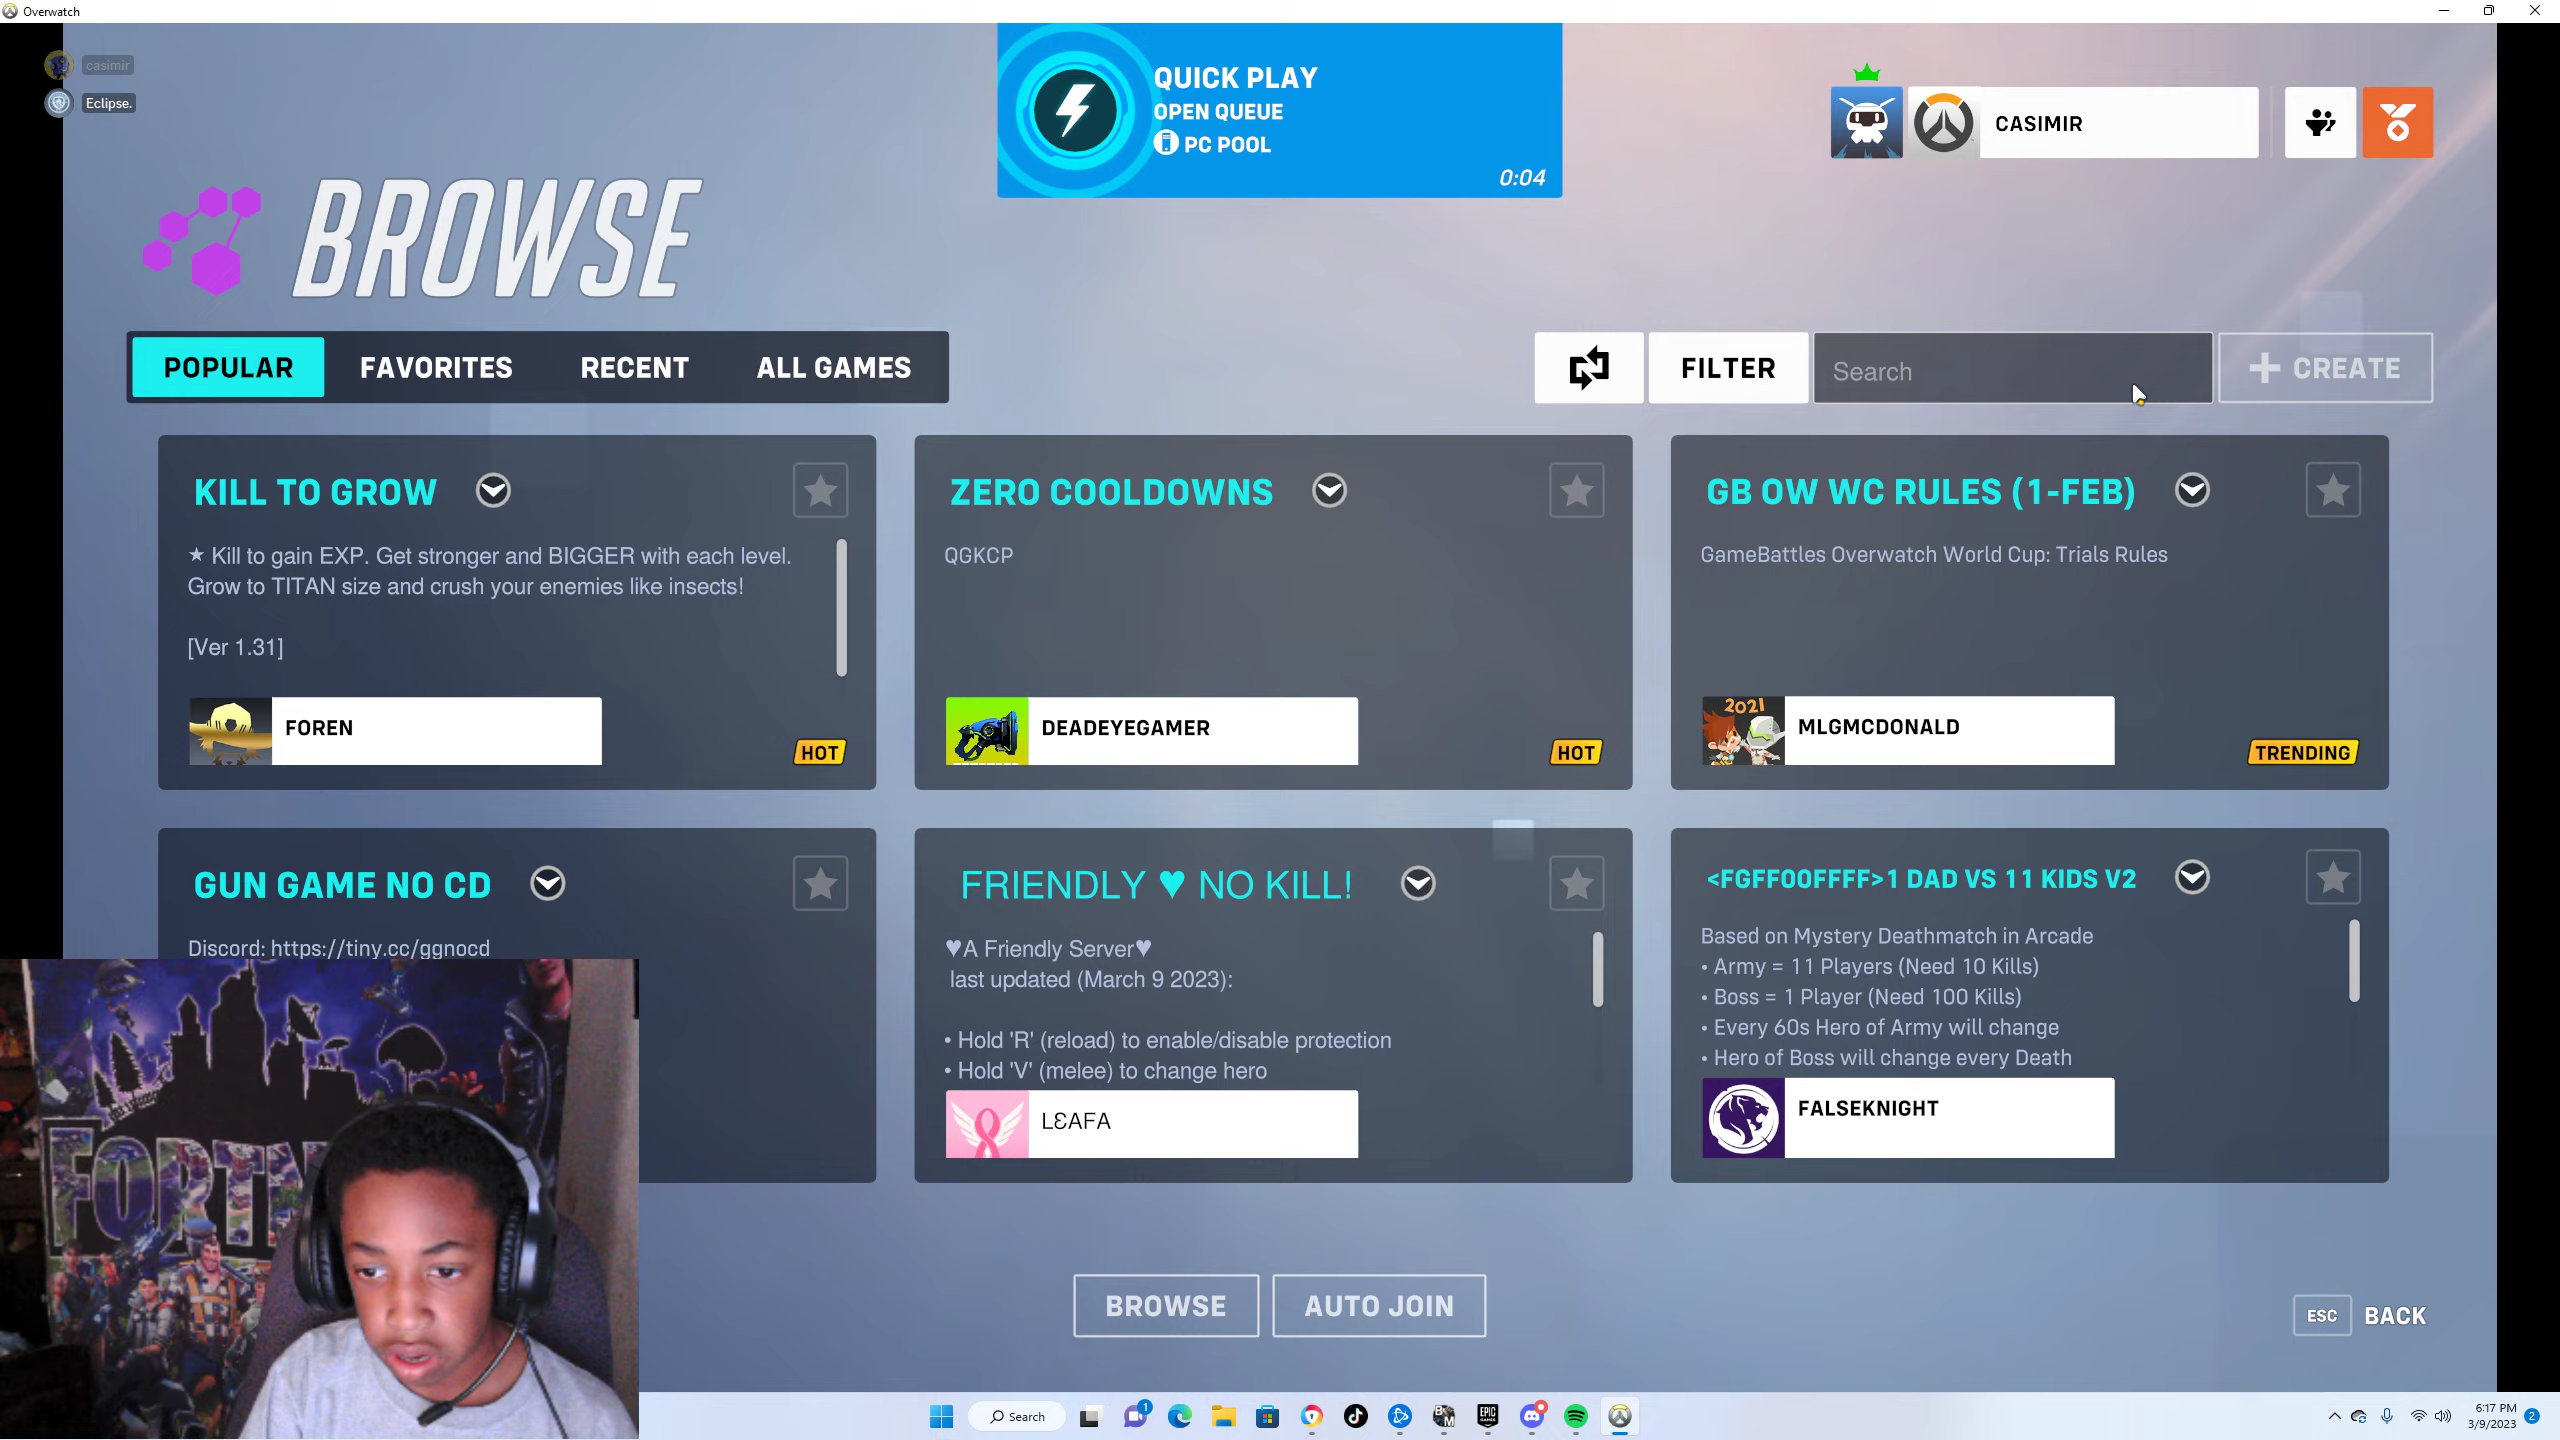 Overwatch
casimir
Eclipse.
QUICK PLAY
OPEN QUEUE
PC POOL
0:04
CASIMIR
BROWSE
POPULAR
FAVORITES
RECENT
ALL GAMES
FILTER
Search
+ CREATE
KILL TO GROW
★ Kill to gain EXP. Get stronger and BIGGER with each level.
Grow to TITAN size and crush your enemies like insects!
[Ver 1.31]
FOREN
HOT
ZERO COOLDOWNS
QGKCP
DEADEYEGAMER
HOT
GB OW WC RULES (1-FEB)
GameBattles Overwatch World Cup: Trials Rules
2021
MLGMCDONALD
TRENDING
GUN GAME NO CD
Discord: https://tiny.cc/ggnocd
FRIENDLY ♥ NO KILL!
♥A Friendly Server♥
last updated (March 9 2023):
• Hold 'R' (reload) to enable/disable protection
• Hold 'V' (melee) to change hero
LƐAFA
<FGFF00FFFF>1 DAD VS 11 KIDS V2
Based on Mystery Deathmatch in Arcade
• Army = 11 Players (Need 10 Kills)
• Boss = 1 Player (Need 100 Kills)
• Every 60s Hero of Army will change
• Hero of Boss will change every Death
FALSEKNIGHT
FORTN
BROWSE
AUTO JOIN
ESC
BACK
Search
1
EPIC
GAMES
6:17 PM
3/9/2023
2